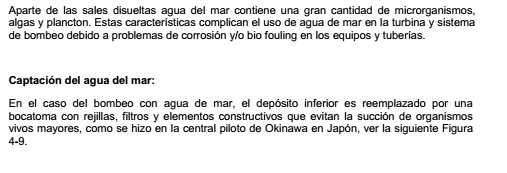 Aparte de las sales disueltas agua del mar contiene una gran cantidad de microrganismos,
algas y plancton. Estas características complican el uso de agua de mar en la turbina y sistema
de bombeo debido a problemas de corrosión y/o bio fouling en los equipos y tuberías.
Captación del agua del mar:
En el caso del bombeo con agua de mar, el depósito inferior es reemplazado por una
bocatoma con rejillas, filtros y elementos constructivos que evitan la succión de organismos
vivos mayores, como se hizo en la central piloto de Okinawa en Japón, ver la siguiente Figura
4-9.